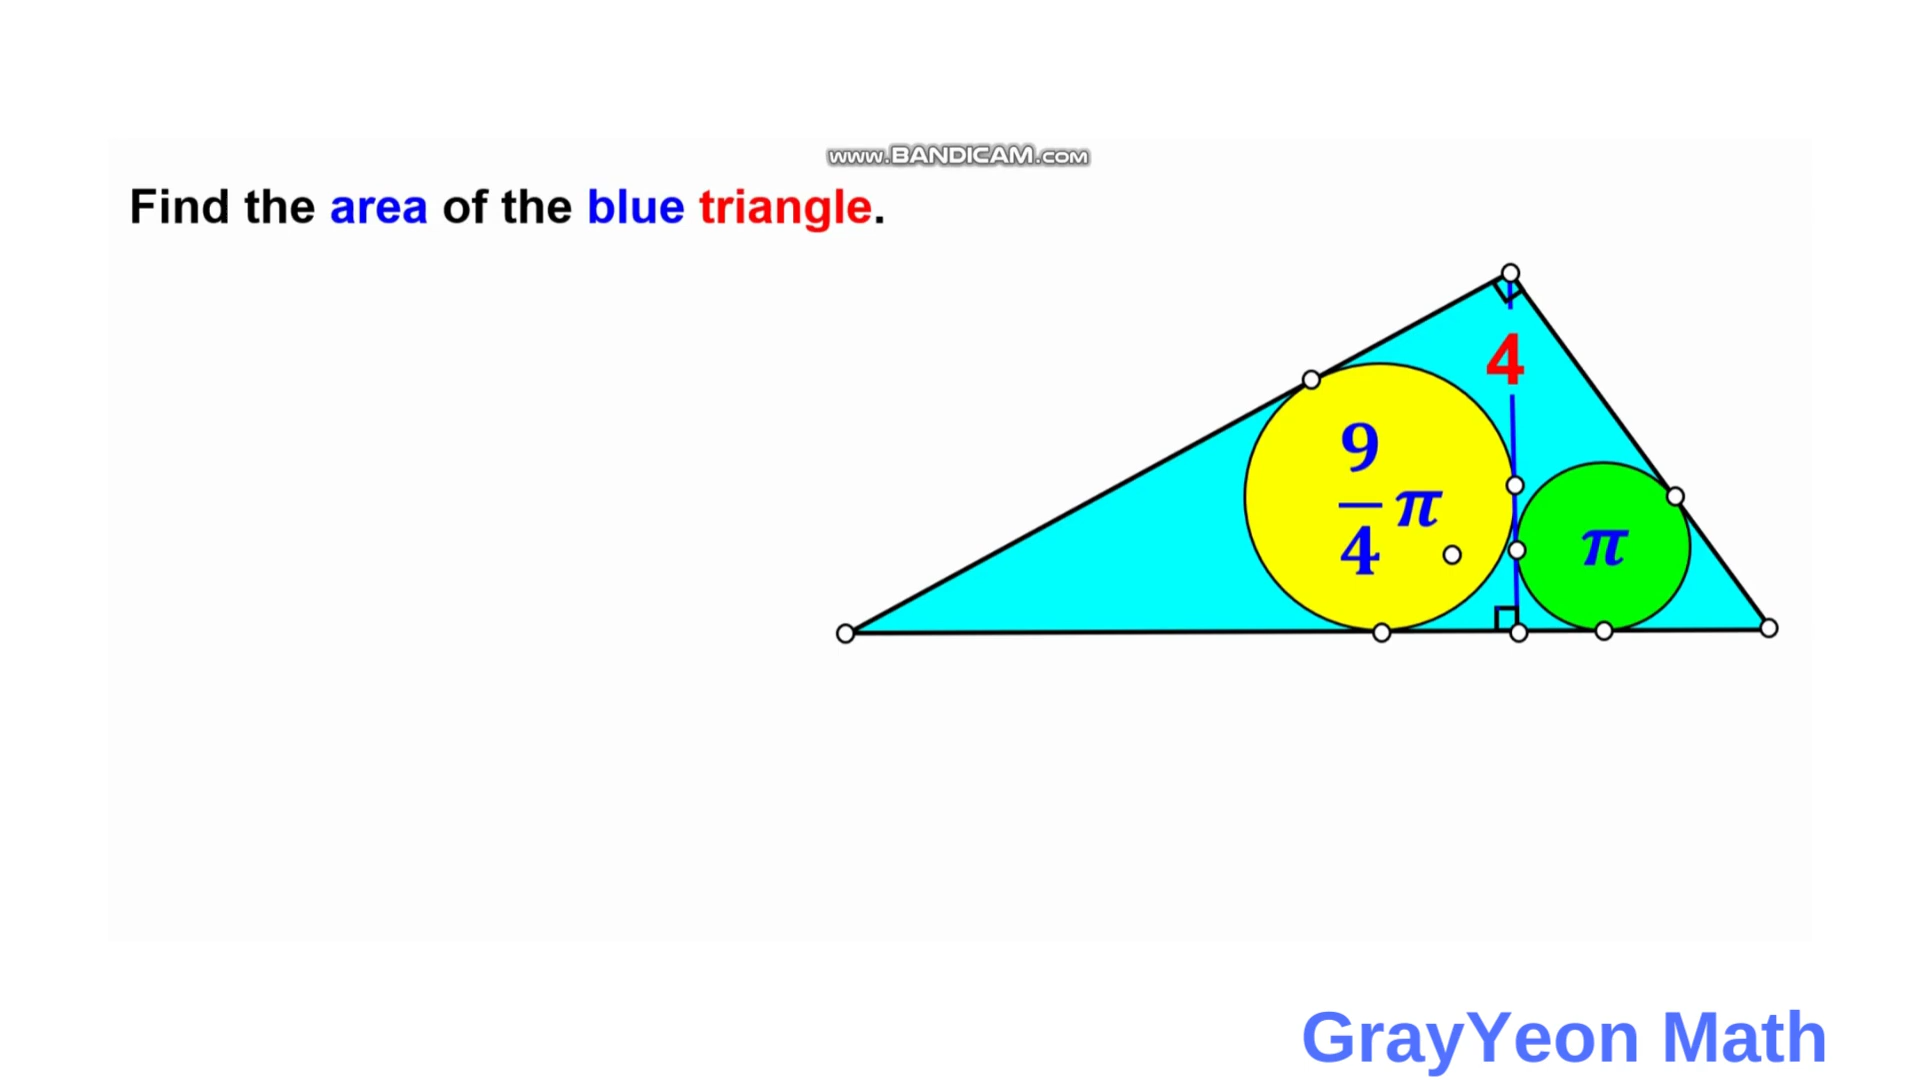 www.BANDICAM.com
Find the area of the blue triangle.
4
9
4
π
π
GrayYeon Math